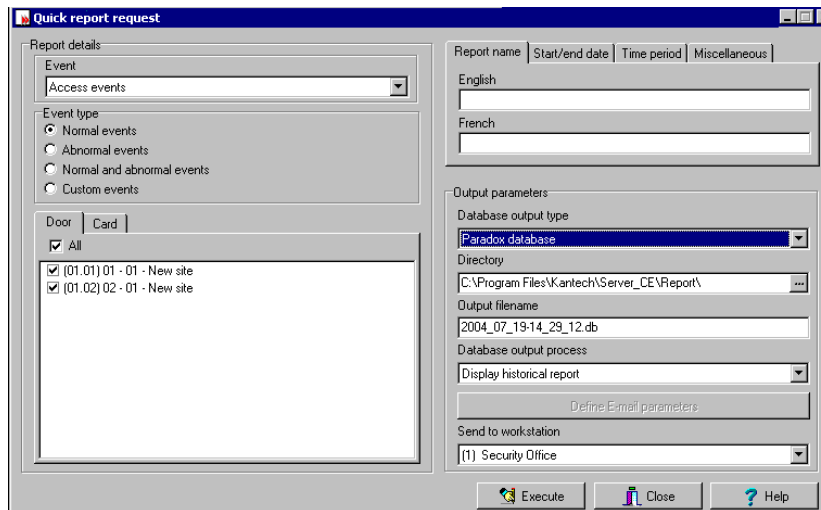 Quick report request
Report details
Event
Access events
Event type
Normal events
Abnormal events
Normal and abnormal events
Custom events
Door
Card
All
(01.01) 01 - 01 - New site
(01.02) 02 - 01 - New site
Report name
Start/end date
Time period
Miscellaneous
English
French
Output parameters
Database output type
Paradox database
Directory
C:\Program Files\Kantech\Server_CE\Report\
...
Output filename
2004_07_19-14_29_12.db
Database output process
Display historical report
Define E-mail parameters
Send to workstation
(1) Security Office
Execute
Close
Help